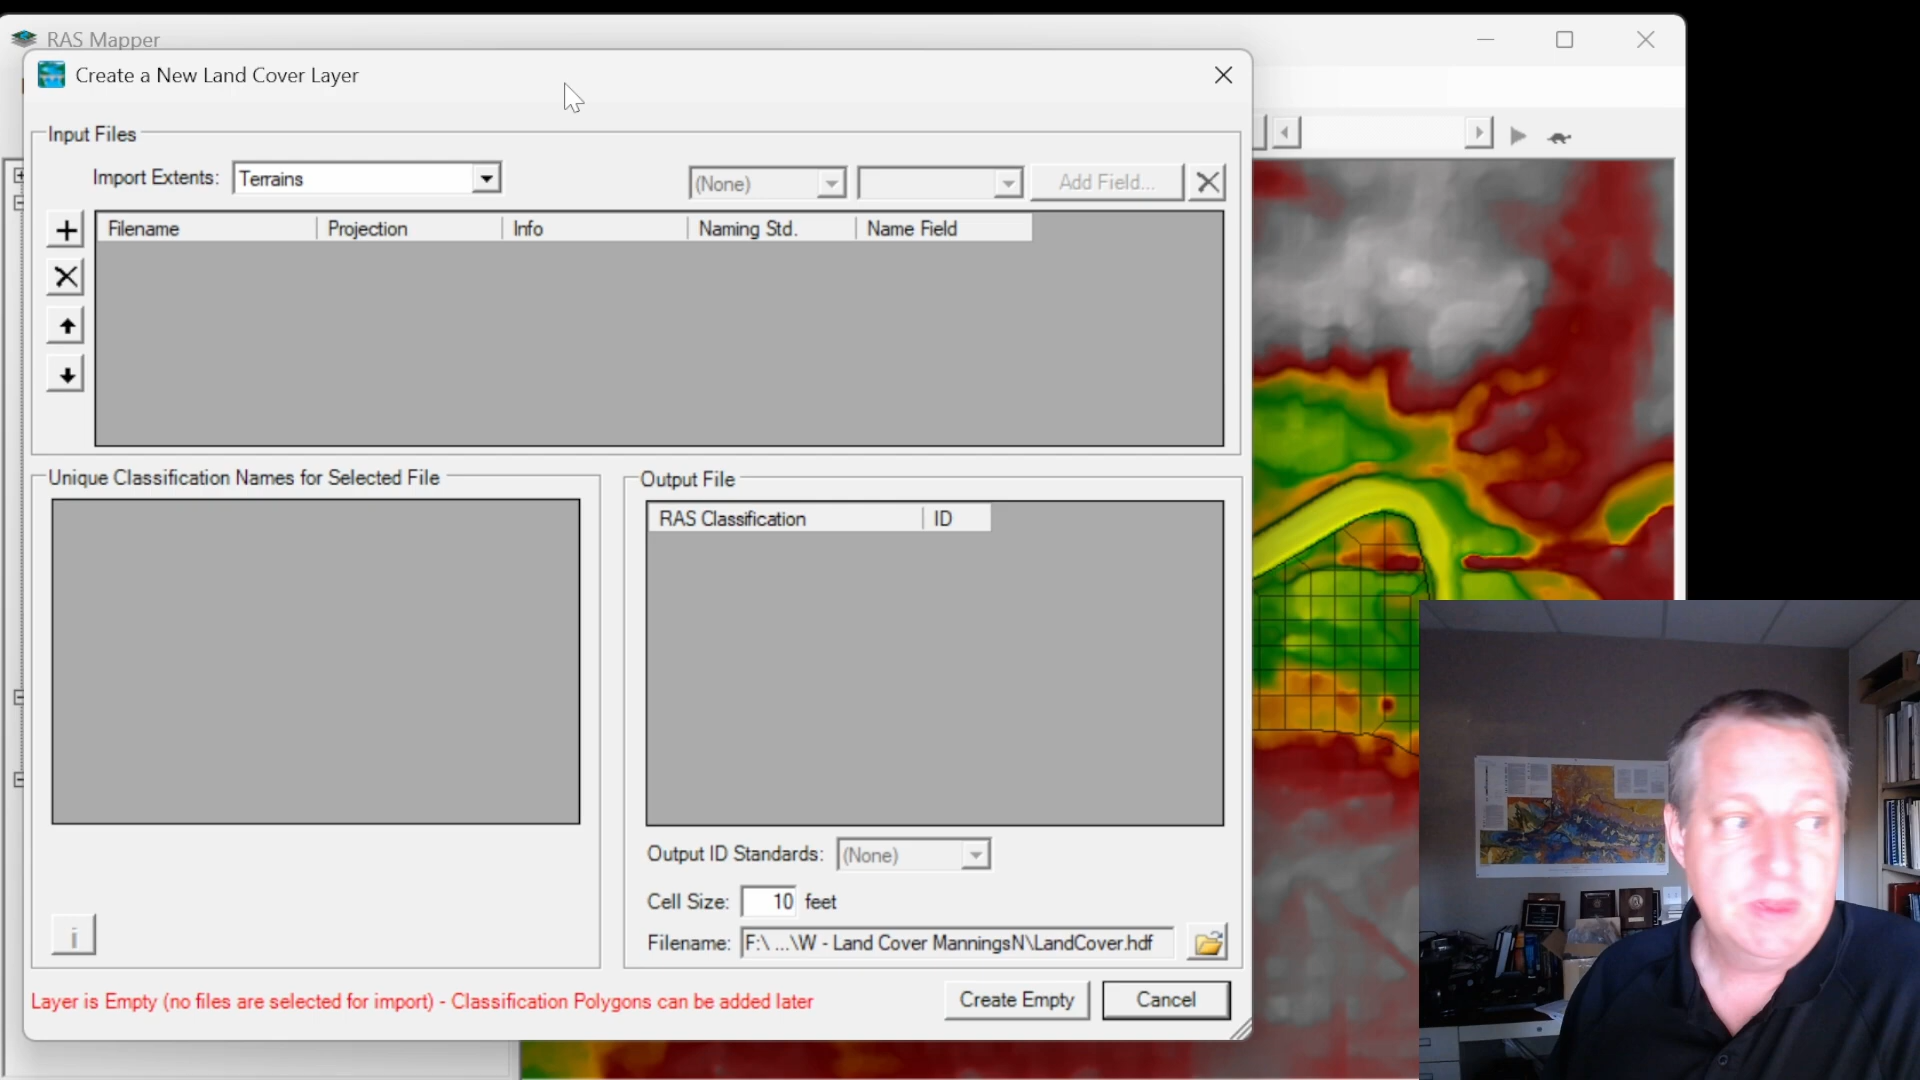 RAS Mapper
Create a New Land Cover Layer
Input Files
Import Extents: Terrains
(None)
Add Field...
Filename Projection Info Naming Std. Name Field
Unique Classification Names for Selected File
Output File
RAS Classification ID
Output ID Standards: (None)
Cell Size: 10 feet
Filename: F:\ ...\W - Land Cover ManningsN\LandCover.hdf
i
Layer is Empty (no files are selected for import) - Classification Polygons can be added later
Create Empty
Cancel